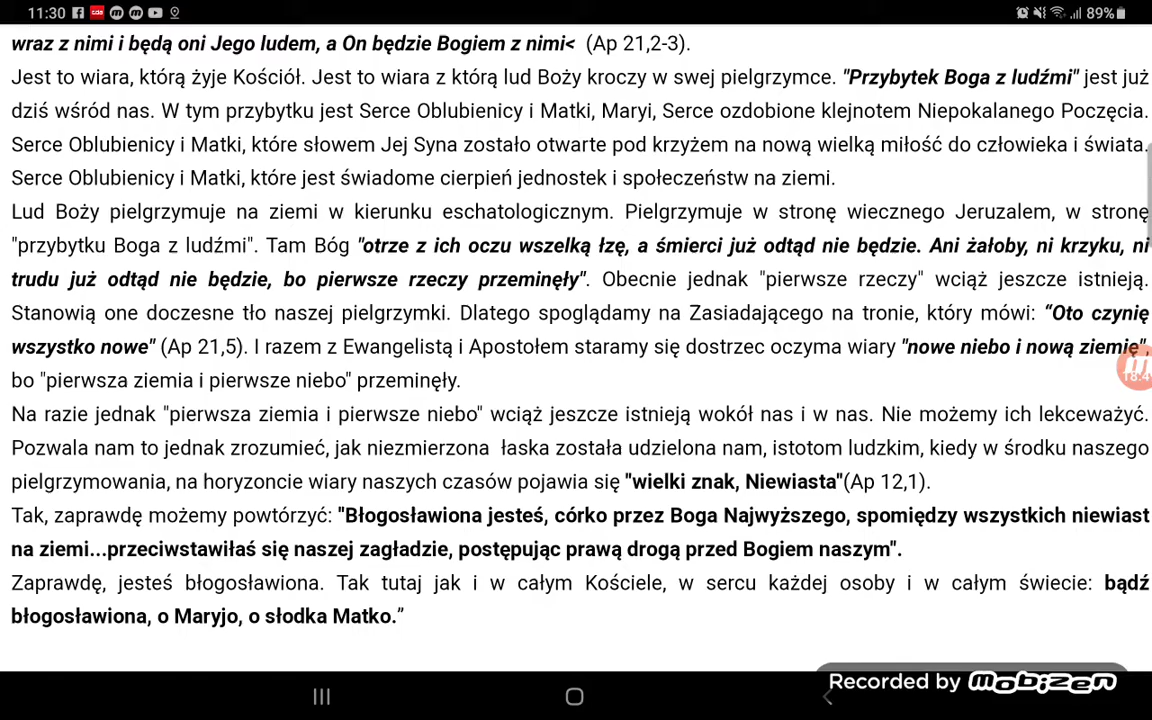 11:30
89%
wraz z nimi i będą oni Jego ludem, a On będzie Bogiem z nimi< (Ap 21,2-3).
Jest to wiara, którą żyje Kościół. Jest to wiara z którą lud Boży kroczy w swej pielgrzymce. "Przybytek Boga z ludźmi" jest już
dziś wśród nas. W tym przybytku jest Serce Oblubienicy i Matki, Maryi, Serce ozdobione klejnotem Niepokalanego Poczęcia.
Serce Oblubienicy i Matki, które słowem Jej Syna zostało otwarte pod krzyżem na nową wielką miłość do człowieka i świata.
Serce Oblubienicy i Matki, które jest świadome cierpień jednostek i społeczeństw na ziemi.
Lud Boży pielgrzymuje na ziemi w kierunku eschatologicznym. Pielgrzymuje w stronę wiecznego Jeruzalem, w stronę
"przybytku Boga z ludźmi". Tam Bóg "otrze z ich oczu wszelką łzę, a śmierci już odtąd nie będzie. Ani żałoby, ni krzyku, ni
trudu już odtąd nie będzie, bo pierwsze rzeczy przeminęły". Obecnie jednak "pierwsze rzeczy" wciąż jeszcze istnieją.
Stanowią one doczesne tło naszej pielgrzymki. Dlatego spoglądamy na Zasiadającego na tronie, który mówi: “Oto czynię
wszystko nowe" (Ap 21,5). I razem z Ewangelistą i Apostołem staramy się dostrzec oczyma wiary "nowe niebo i nową ziemię",
bo "pierwsza ziemia i pierwsze niebo" przeminęły.
Na razie jednak "pierwsza ziemia i pierwsze niebo" wciąż jeszcze istnieją wokół nas i w nas. Nie możemy ich lekceważyć.
Pozwala nam to jednak zrozumieć, jak niezmierzona łaska została udzielona nam, istotom ludzkim, kiedy w środku naszego
pielgrzymowania, na horyzoncie wiary naszych czasów pojawia się "wielki znak, Niewiasta"(Ap 12,1).
Tak, zaprawdę możemy powtórzyć: "Błogosławiona jesteś, córko przez Boga Najwyższego, spomiędzy wszystkich niewiast
na ziemi...przeciwstawiłaś się naszej zagładzie, postępując prawą drogą przed Bogiem naszym".
Zaprawdę, jesteś błogosławiona. Tak tutaj jak i w całym Kościele, w sercu każdej osoby i w całym świecie: bądź
błogosławiona, o Maryjo, o słodka Matko.”
Recorded by mobizen